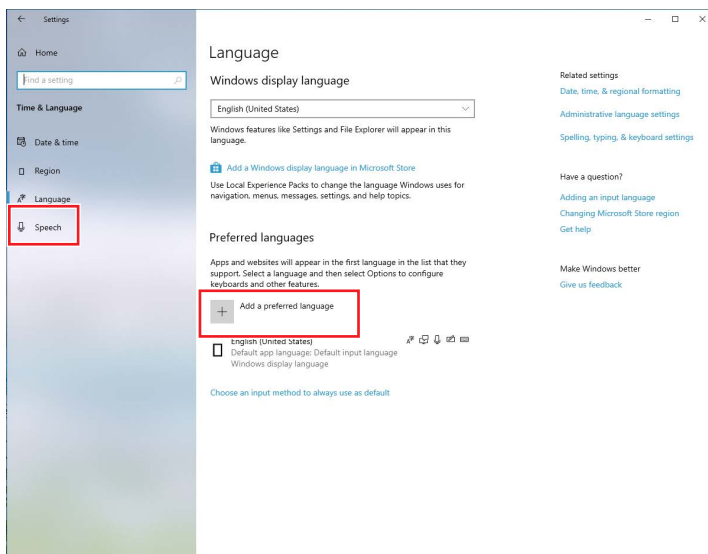 Settings
Home
Find a setting
Time & Language
Date & time
Region
Language
Speech
Language
Windows display language
English (United States)
Windows features like Settings and File Explorer will appear in this
language.
Add a Windows display language in Microsoft Store
Use Local Experience Packs to change the language Windows uses for
navigation, menus, messages, settings, and help topics.
Preferred languages
Apps and websites will appear in the first language in the list that they
support. Select a language and then select Options to configure
keyboards and other features.
Add a preferred language
English (United States)
Default app language; Default input language
Windows display language
Choose an input method to always use as default
Related settings
Date, time, & regional formatting
Administrative language settings
Spelling, typing, & keyboard settings
Have a question?
Adding an input language
Changing Microsoft Store region
Get help
Make Windows better
Give us feedback